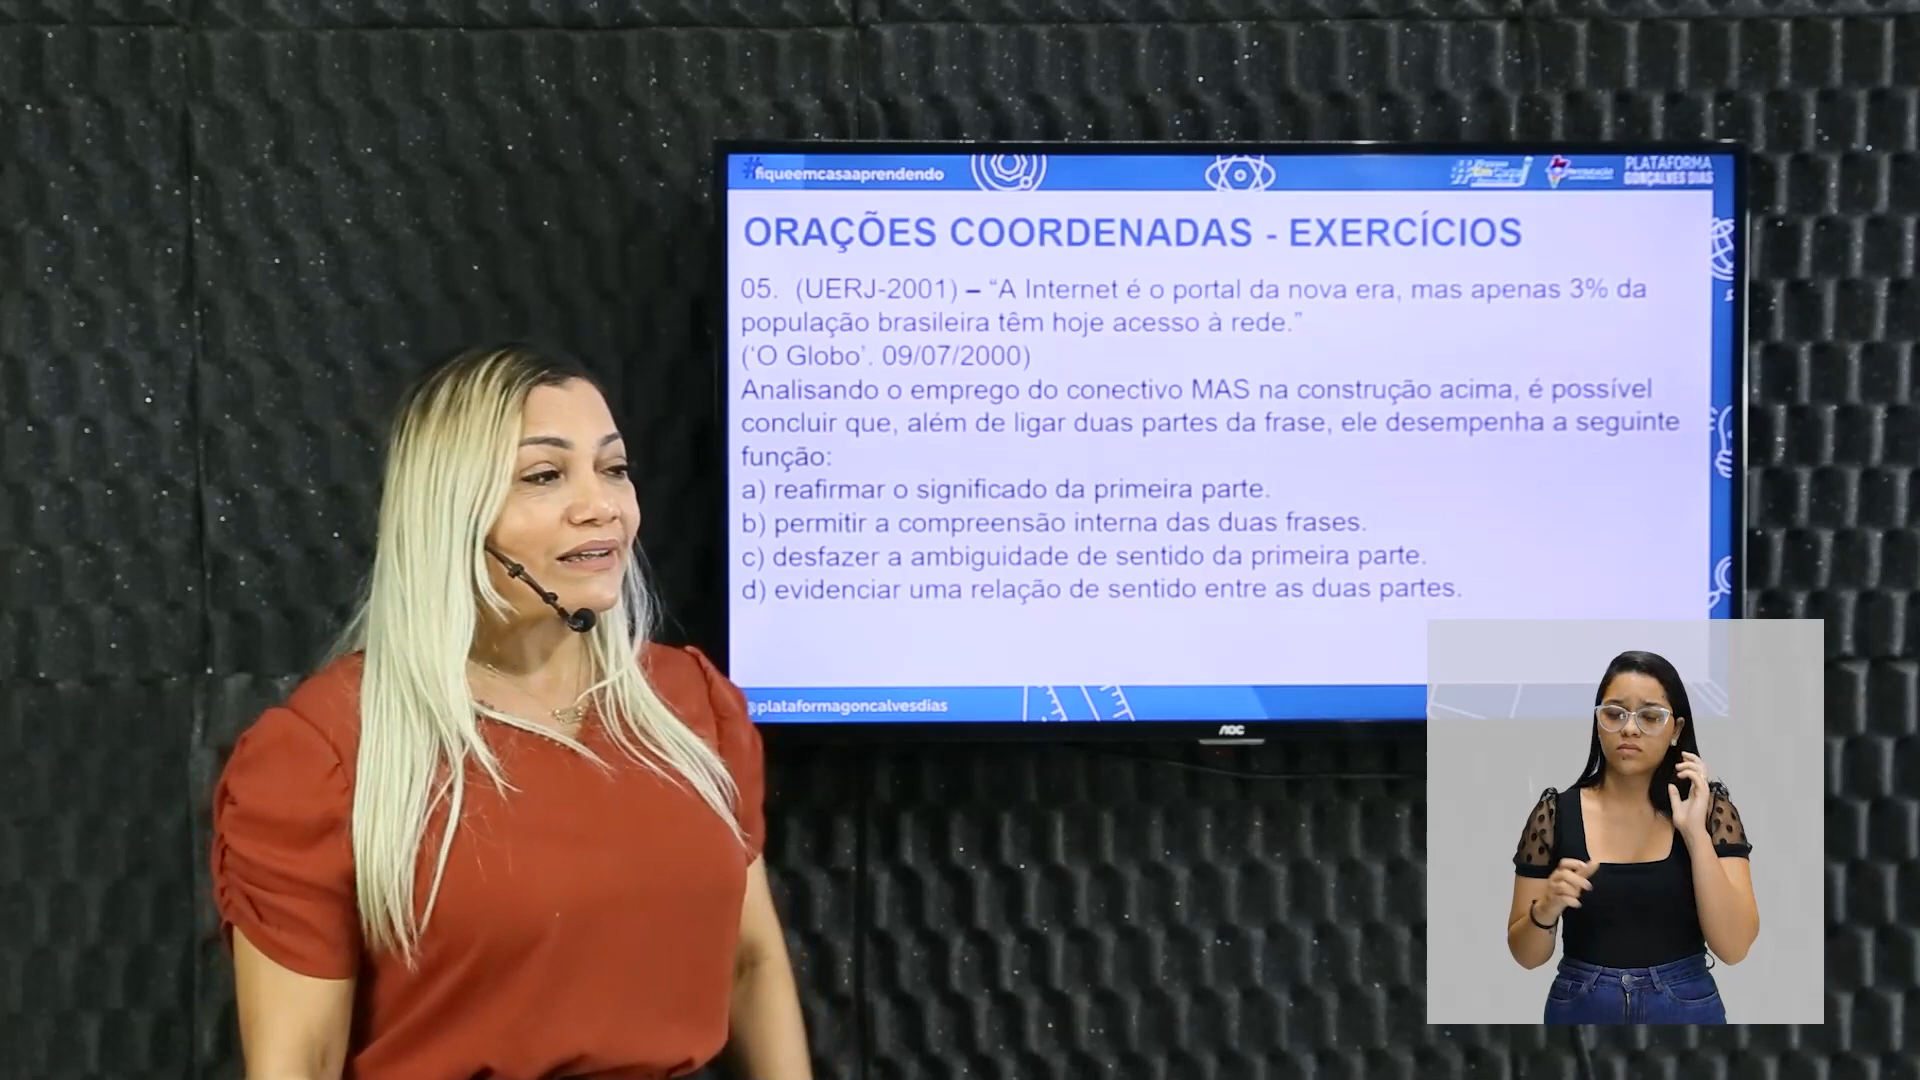 #fiqueemcasaaprendendo
PLATAFORMA
GONÇALVES DIAS
ORAÇÕES COORDENADAS - EXERCÍCIOS
05. (UERJ-2001) – “A Internet é o portal da nova era, mas apenas 3% da
população brasileira têm hoje acesso à rede.”
(‘O Globo’. 09/07/2000)
Analisando o emprego do conectivo MAS na construção acima, é possível
concluir que, além de ligar duas partes da frase, ele desempenha a seguinte
função:
a) reafirmar o significado da primeira parte.
b) permitir a compreensão interna das duas frases.
c) desfazer a ambiguidade de sentido da primeira parte.
d) evidenciar uma relação de sentido entre as duas partes.
@plataformagoncalvesdias
AOC